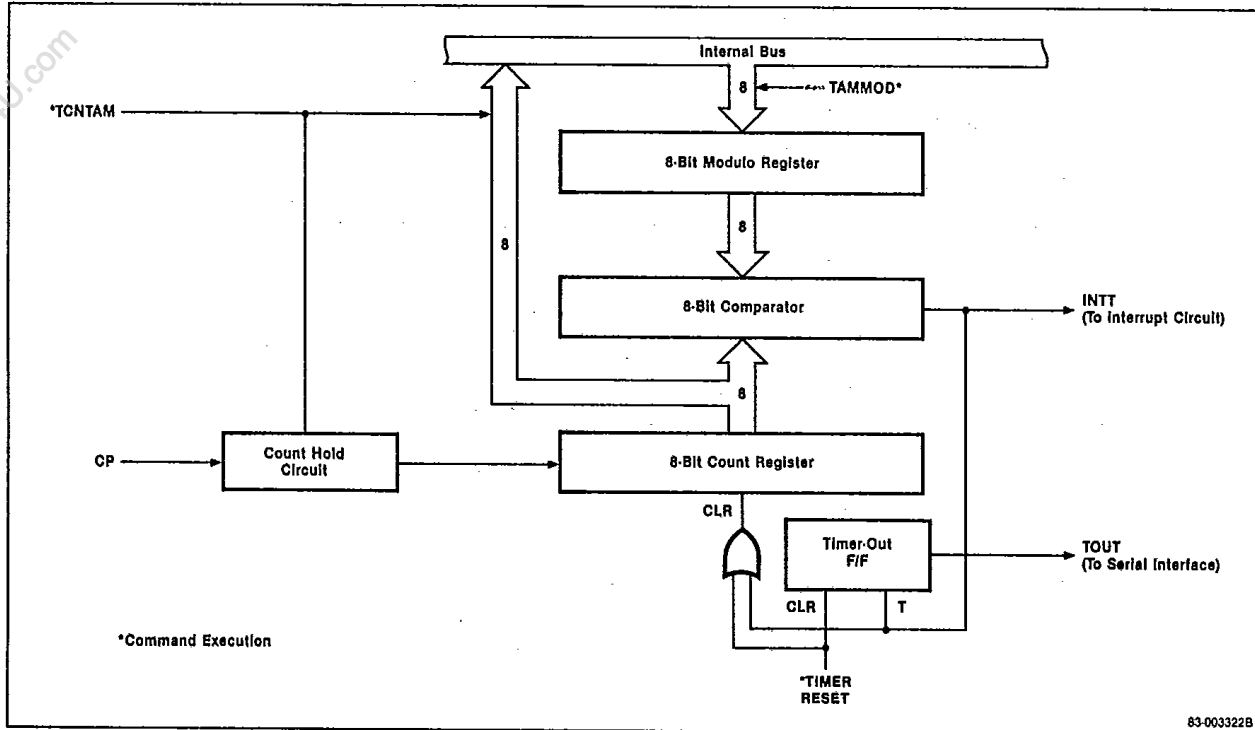 Internal Bus
8
TAMMOD*
*TCNTAM
8-Bit Modulo Register
8
8
8-Bit Comparator
INTT
(To Interrupt Circuit)
8
CP
Count Hold
Circuit
8-Bit Count Register
CLR
Timer-Out
F/F
TOUT
(To Serial Interface)
CLR
T
*Command Execution
*TIMER
RESET
83-003322B